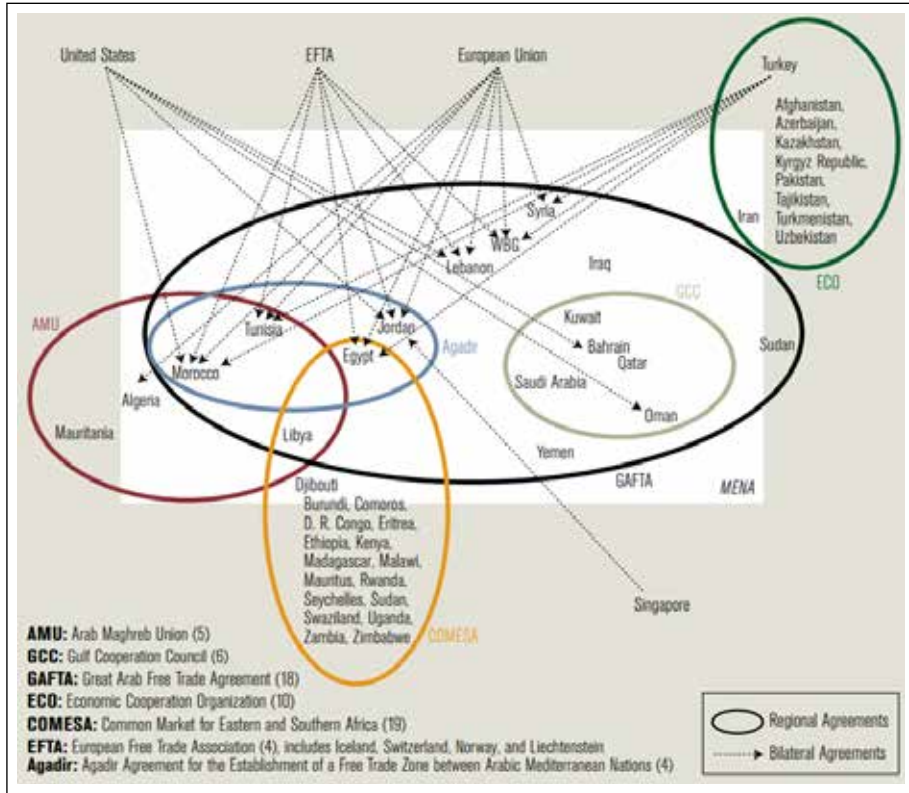 United States
EFTA
European Union
Turkey
Afghanistan,
Azerbaijan,
Kazakhstan,
Kyrgyz Republic,
Pakistan,
Tajikistan,
Turkmenistan,
Uzbekistan
Iran
ECO
Syria
WBG
Lebanon
Iraq
GCC
Kuwait
Bahrain
Qatar
Saudi Arabia
Oman
Sudan
AMU
Tunisia
Jordan
Agadir
Egypt
Morocco
Algeria
Mauritania
Libya
Yemen
GAFTA
MENA
Djibouti
Burundi, Comoros,
D. R. Congo, Eritrea,
Ethiopia, Kenya,
Madagascar, Malawi,
Mauritus, Rwanda,
Seychelles, Sudan,
Swaziland, Uganda,
Zambia, Zimbabwe
COMESA
Singapore
AMU: Arab Maghreb Union (5)
GCC: Gulf Cooperation Council (6)
GAFTA: Great Arab Free Trade Agreement (18)
ECO: Economic Cooperation Organization (10)
COMESA: Common Market for Eastern and Southern Africa (19)
EFTA: European Free Trade Association (4), includes Iceland, Switzerland, Norway, and Liechtenstein
Agadir: Agadir Agreement for the Establishment of a Free Trade Zone between Arabic Mediterranean Nations (4)
Regional Agreements
Bilateral Agreements